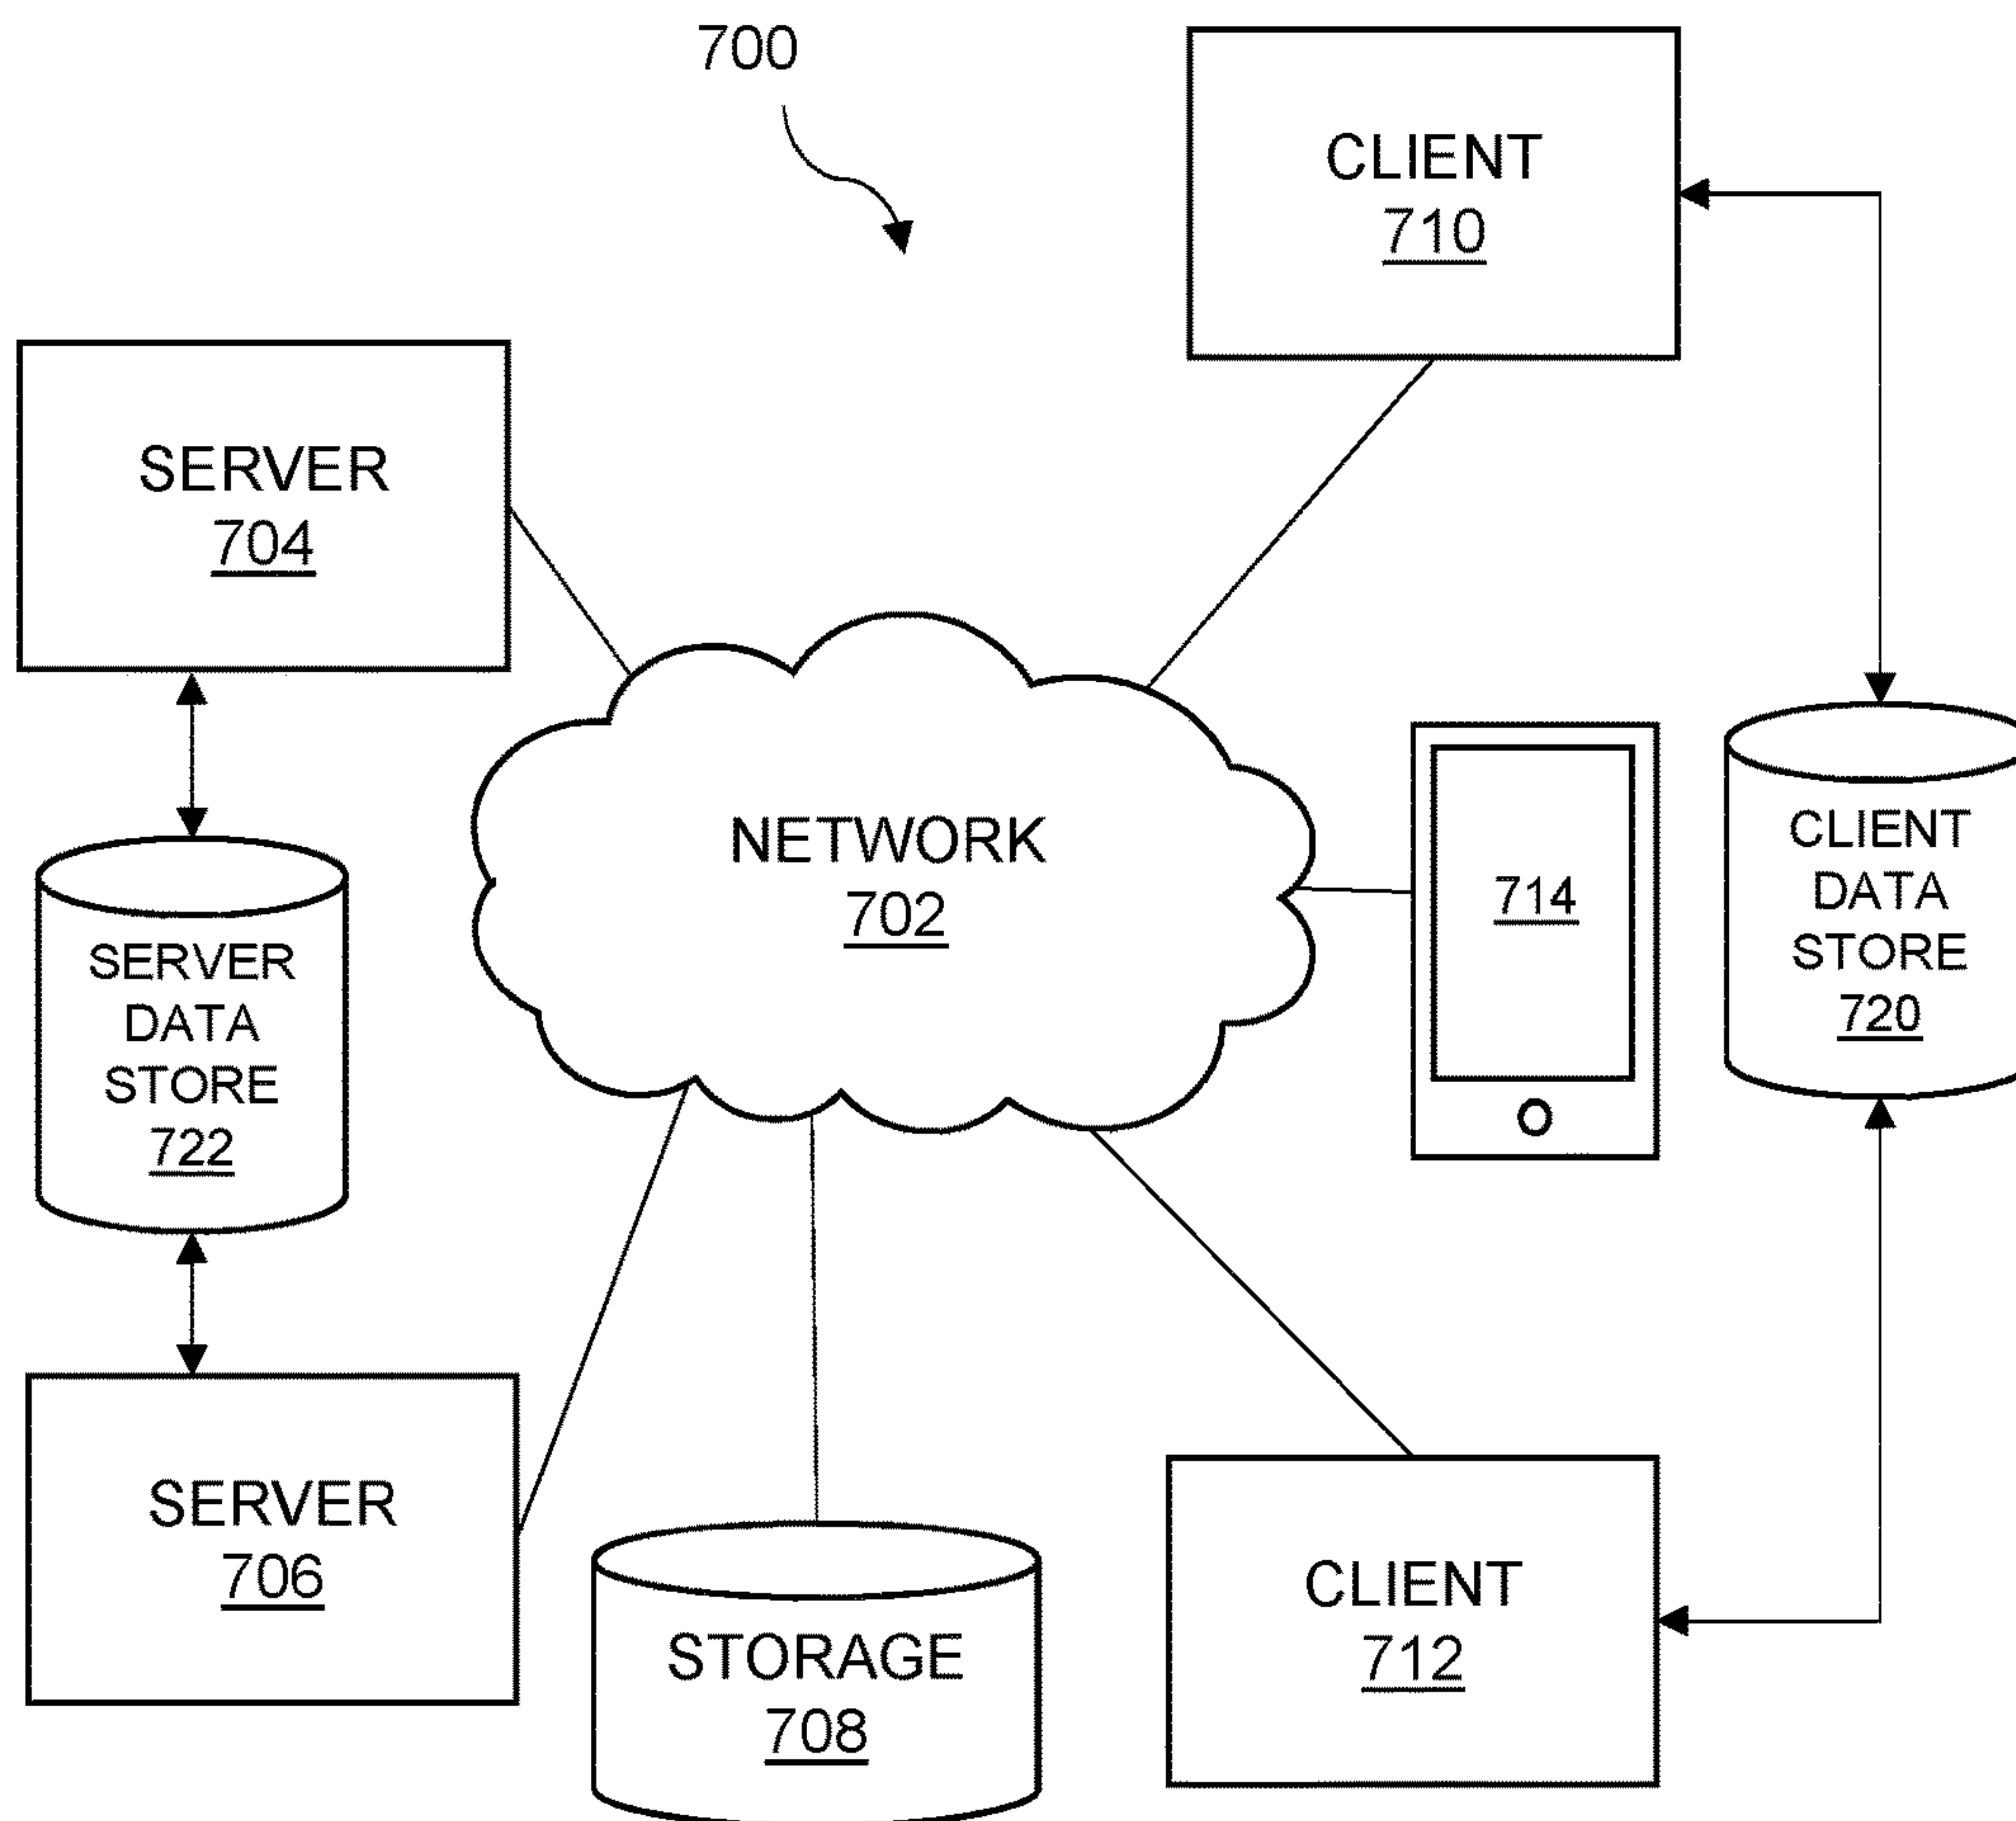 700
CLIENT
710
SERVER
704
NETWORK
702
714
CLIENT
DATA
STORE
720
SERVER
DATA
STORE
722
SERVER
706
STORAGE
708
CLIENT
712